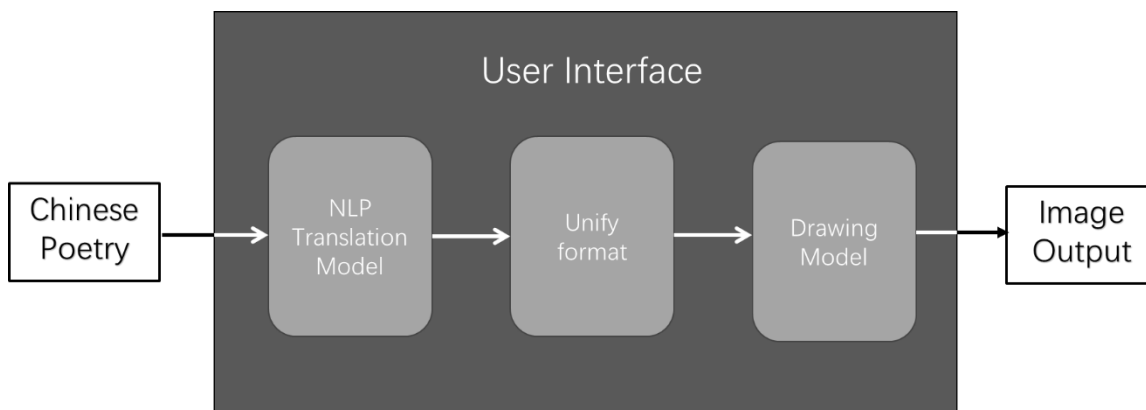 User Interface
Chinese
Poetry
NLP
Translation
Model
Unify
format
Drawing
Model
Image
Output